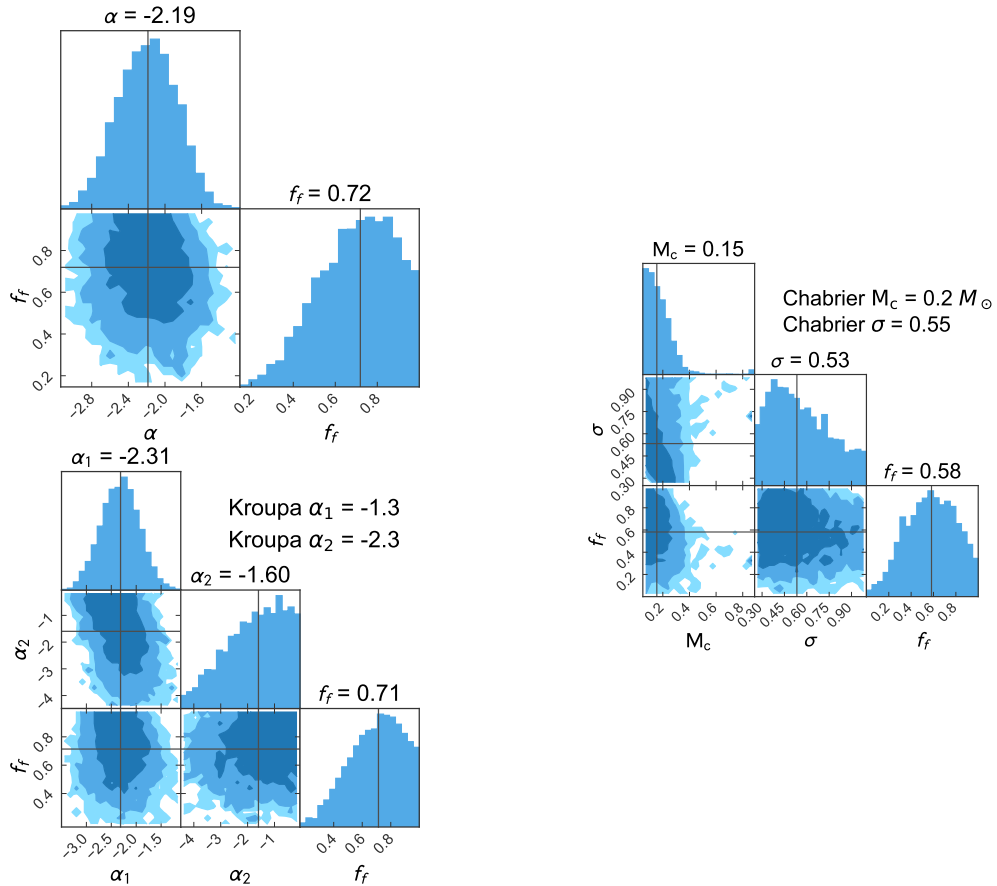 α = -2.19
f_f = 0.72
0.8
0.6
0.4
0.2
f_f
−2.8 −2.4 −2.0 −1.6
α
0.2 0.4 0.6 0.8
f_f
α₁ = -2.31
Kroupa α₁ = -1.3
Kroupa α₂ = -2.3
α₂ = -1.60
−1
−2
−3
−4
α₂
f_f = 0.71
0.8
0.6
0.4
f_f
−3.0 −2.5 −2.0 −1.5
α₁
−4 −3 −2 −1
α₂
0.4 0.6 0.8
f_f
M_c = 0.15
Chabrier M_c = 0.2 M_⊙
Chabrier σ = 0.55
σ = 0.53
0.90
0.75
0.60
0.45
0.30
σ
f_f = 0.58
0.8
0.6
0.4
0.2
f_f
0.2 0.4 0.6 0.8
M_c
0.30 0.45 0.60 0.75 0.90
σ
0.2 0.4 0.6 0.8
f_f